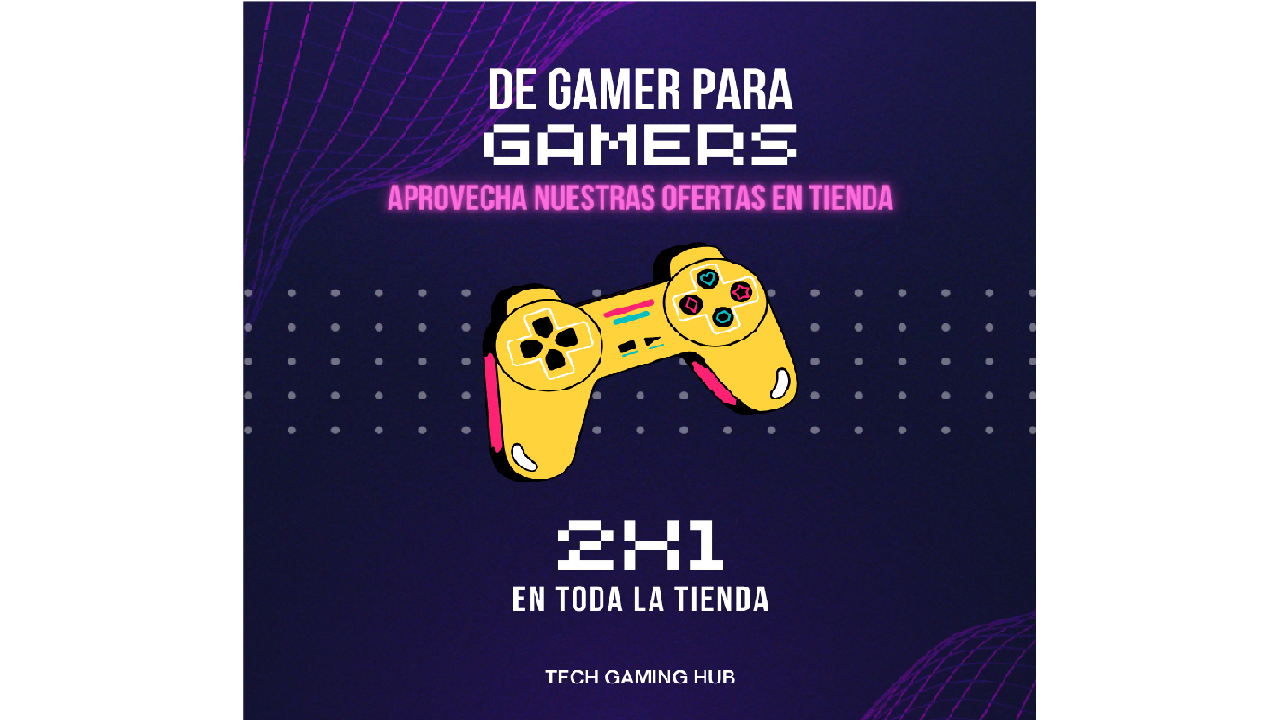 DE GAMER PARA
GAMERS
APROVECHA NUESTRAS OFERTAS EN TIENDA
2X1
EN TODA LA TIENDA
TECH GAMING HUB